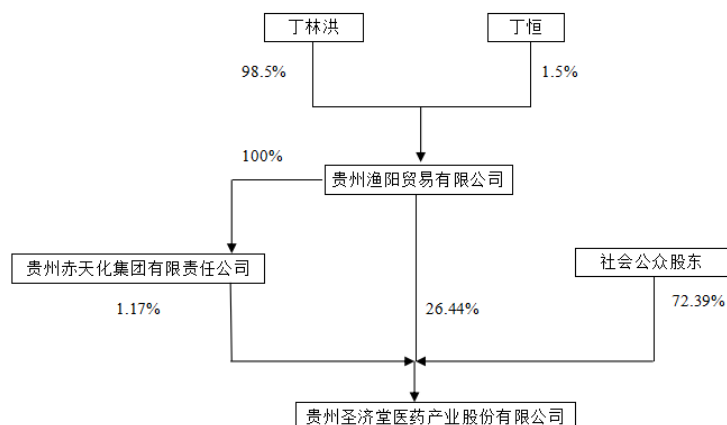 丁林洪
丁恒
98.5%
1.5%
100%
贵州渔阳贸易有限公司
贵州赤天化集团有限责任公司
社会公众股东
1.17%
26.44%
72.39%
贵州圣济堂医药产业股份有限公司